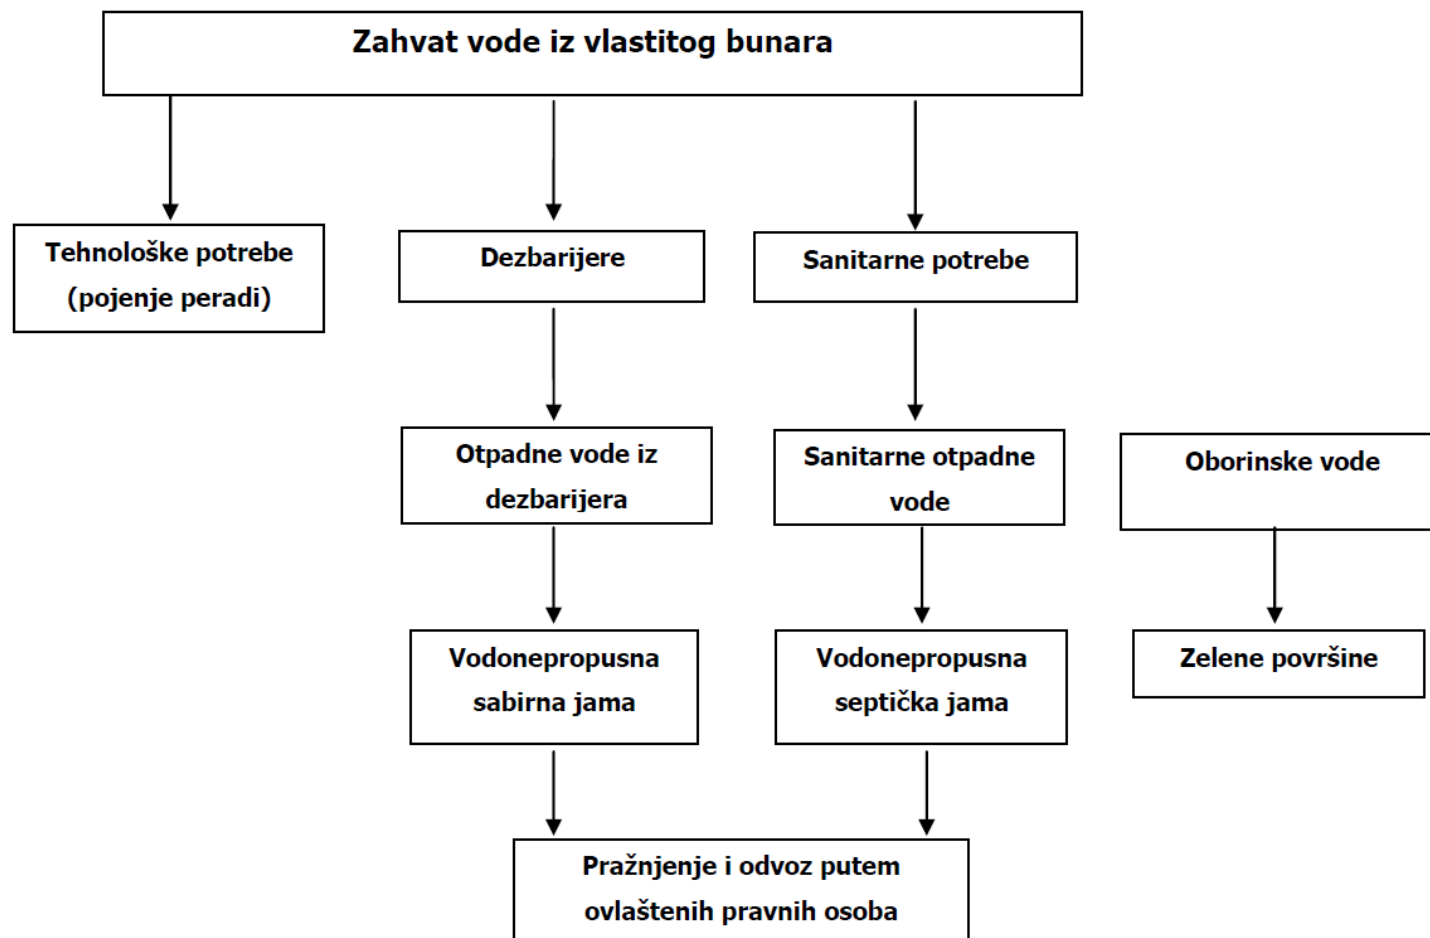 Zahvat vode iz vlastitog bunara
Tehnološke potrebe
(pojenje peradi)
Dezbarijere
Sanitarne potrebe
Otpadne vode iz
dezbarijera
Sanitarne otpadne
vode
Oborinske vode
Vodonepropusna
sabirna jama
Vodonepropusna
septička jama
Zelene površine
Pražnjenje i odvoz putem
ovlaštenih pravnih osoba